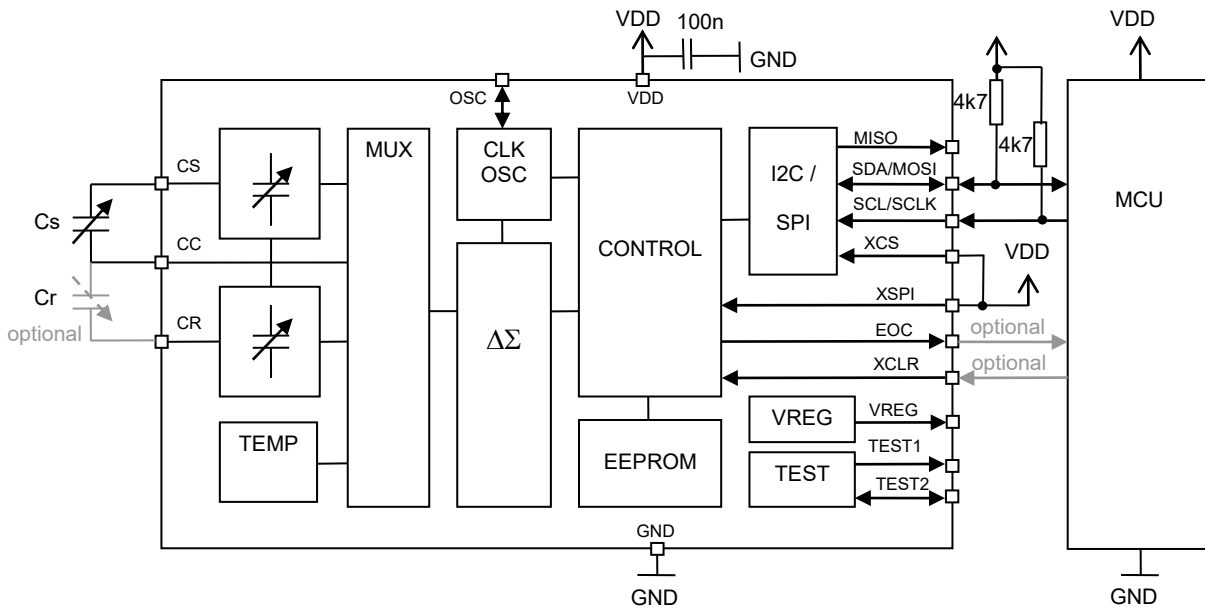 VDD
100n
GND
VDD
OSC
VDD
4k7
4k7
CS
MUX
CLK
OSC
CONTROL
I2C /
SPI
MISO
SDA/MOSI
SCL/SCLK
XCS
VDD
MCU
Cs
CC
Cr
optional
CR
ΔΣ
XSPI
EOC
optional
XCLR
optional
TEMP
EEPROM
VREG
VREG
TEST
TEST1
TEST2
GND
GND
GND